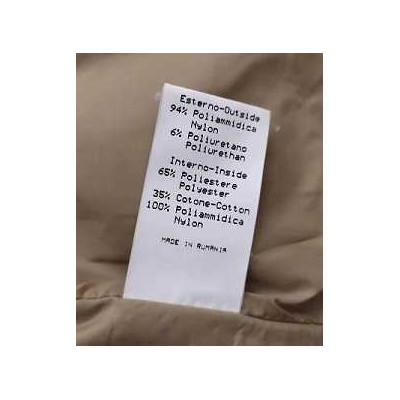 Esterno-Outside
94% Poliammidica
Nylon
6% Poliuretano
Poliurethan
Interno-Inside
65% Poliestere
Polyester
35% Cotone-Cotton
100% Poliammidica
Nylon
MADE IN RUMANIA